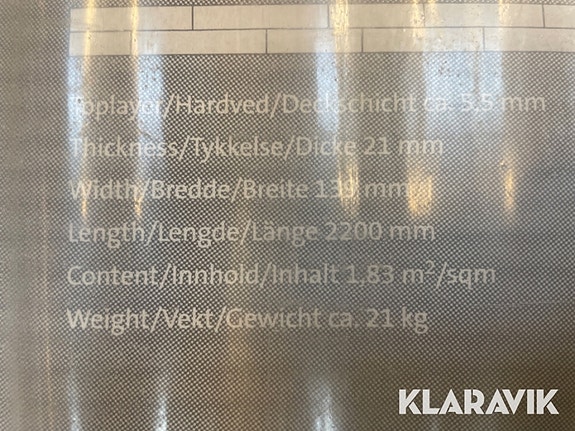 Toplayer/Hardved/Deckschicht ca. 5.5 mm
Thickness/Tykkelse/Dicke 21 mm
Width/Bredde/Breite 139 mm
Length/Lengde/Länge 2200 mm
Content/Innhold/Inhalt 1,83 m²/sqm
Weight/Vekt/Gewicht ca. 21 kg
KLARAVIK